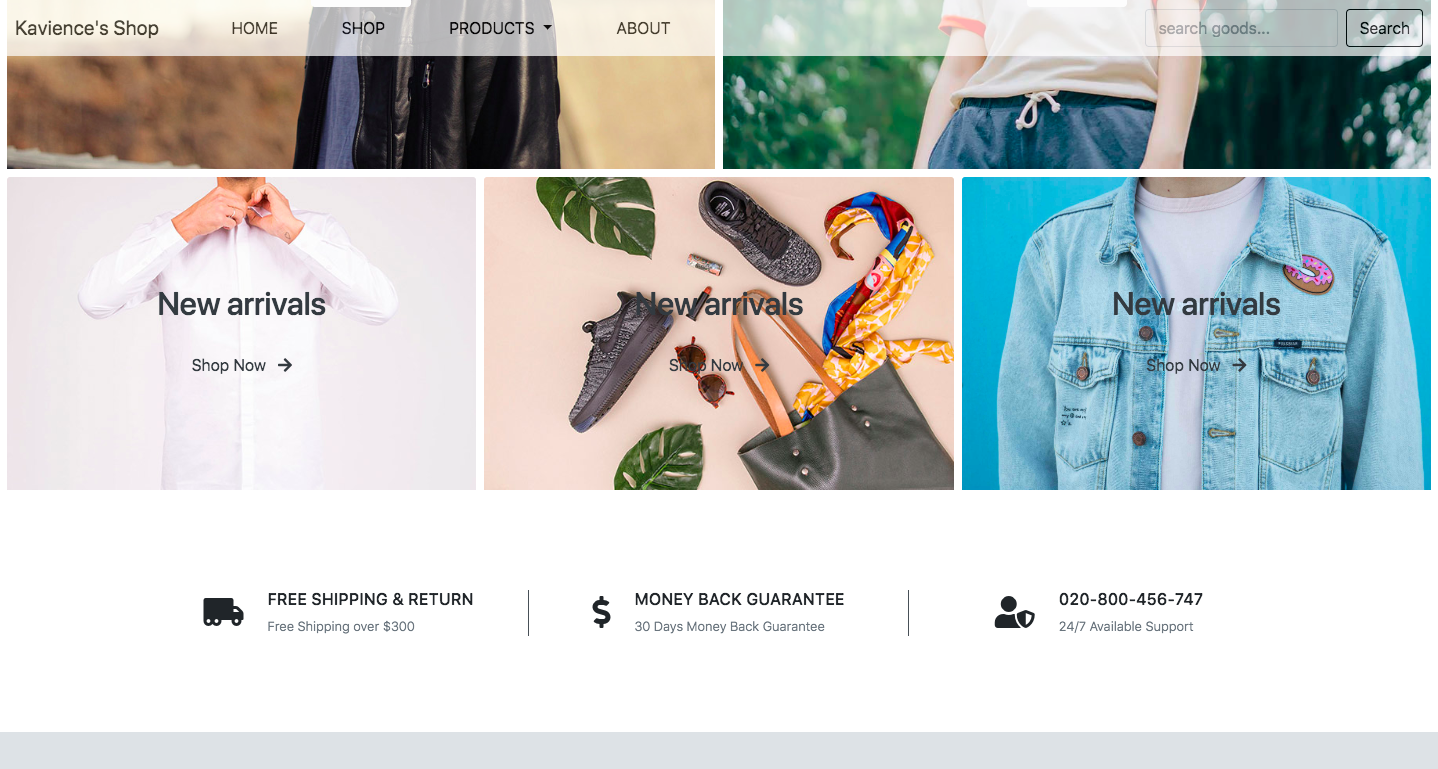 Kavience's Shop HOME SHOP PRODUCTS ABOUT search goods... Search
New arrivals New arrivals New arrivals
Shop Now Shop Now Shop Now
FREE SHIPPING & RETURN MONEY BACK GUARANTEE 020-800-456-747
Free Shipping over $300 30 Days Money Back Guarantee 24/7 Available Support